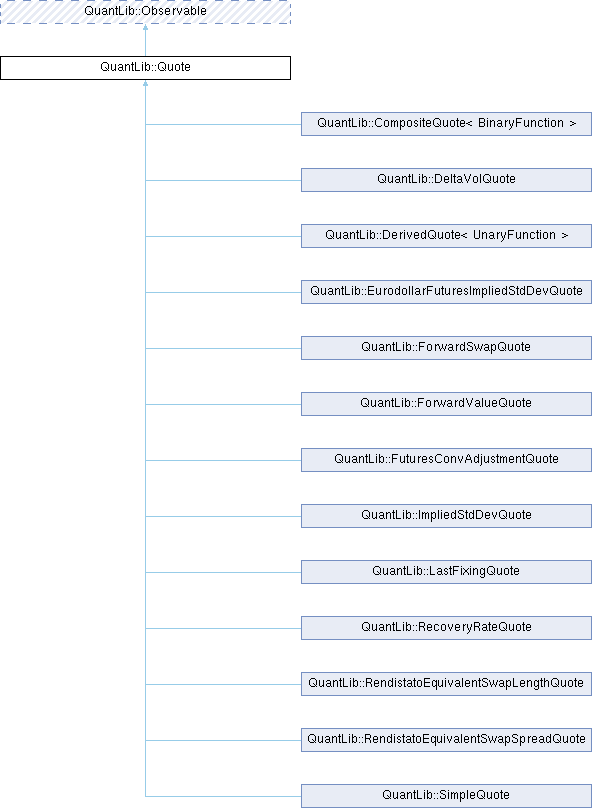 QuantLib::Observable
QuantLib::Quote
QuantLib::CompositeQuote< BinaryFunction >
QuantLib::DeltaVolQuote
QuantLib::DerivedQuote< UnaryFunction >
QuantLib::EurodollarFuturesImpliedStdDevQuote
QuantLib::ForwardSwapQuote
QuantLib::ForwardValueQuote
QuantLib::FuturesConvAdjustmentQuote
QuantLib::ImpliedStdDevQuote
QuantLib::LastFixingQuote
QuantLib::RecoveryRateQuote
QuantLib::RendistatoEquivalentSwapLengthQuote
QuantLib::RendistatoEquivalentSwapSpreadQuote
QuantLib::SimpleQuote